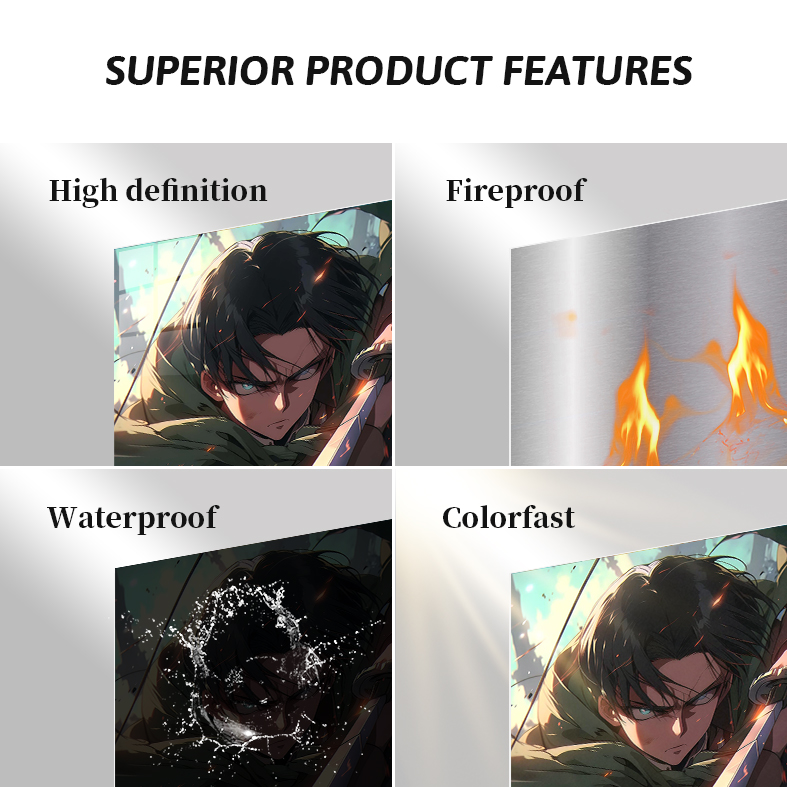 SUPERIOR PRODUCT FEATURES
High definition
Fireproof
Waterproof
Colorfast